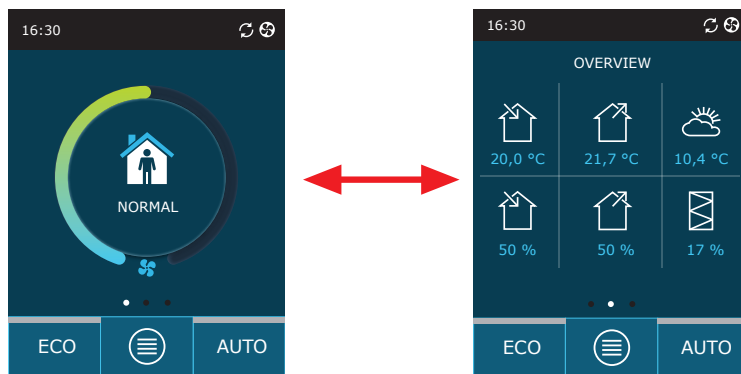 16:30
NORMAL
ECO
AUTO
16:30
OVERVIEW
20,0 °C
21,7 °C
10,4 °C
50 %
50 %
17 %
ECO
AUTO